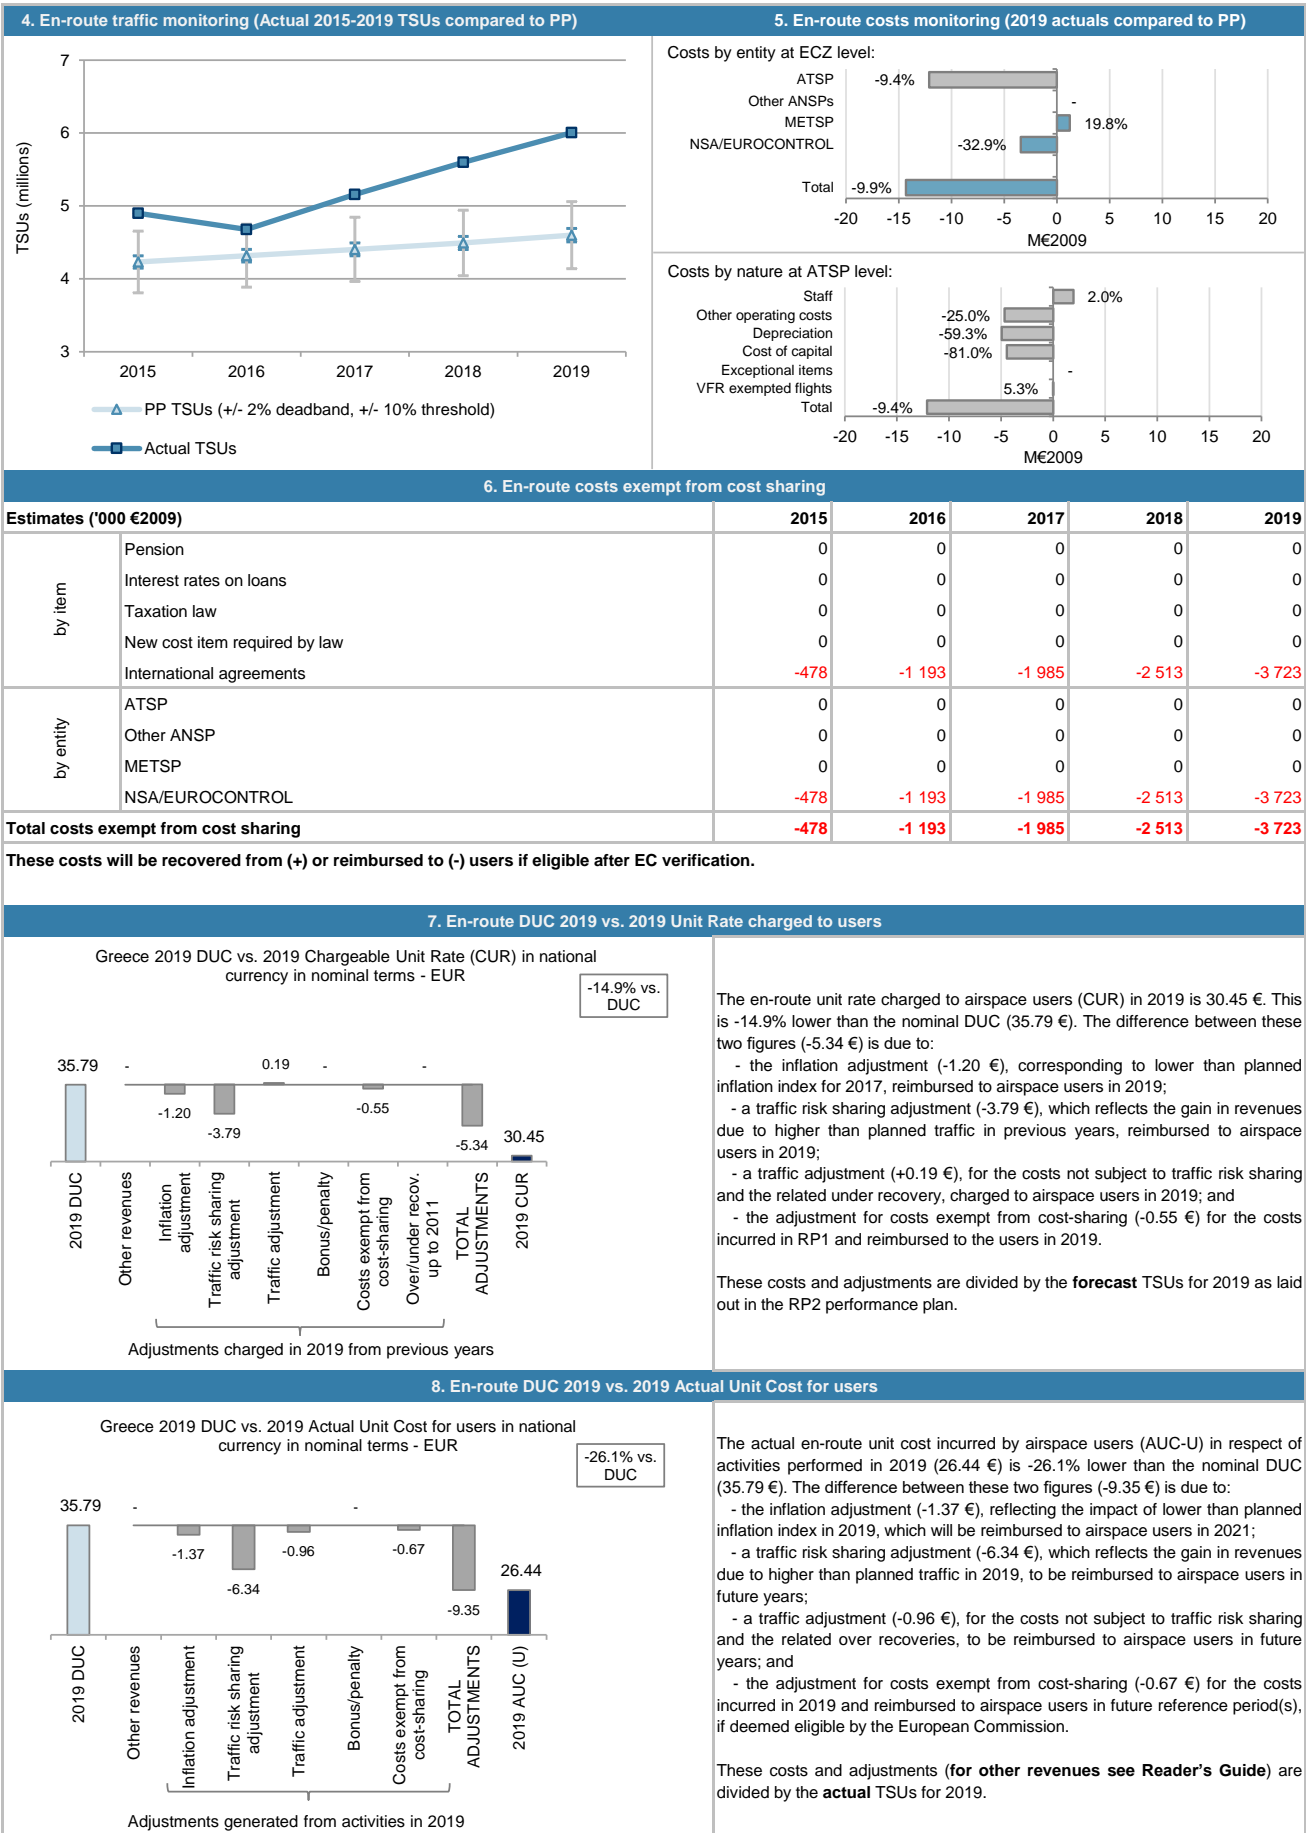 4. En-route traffic monitoring (Actual 2015-2019 TSUs compared to PP)
7
6
5
4
3
TSUs (millions)
2015 2016 2017 2018 2019
PP TSUs (+/- 2% deadband, +/- 10% threshold)
Actual TSUs
5. En-route costs monitoring (2019 actuals compared to PP)
Costs by entity at ECZ level:
ATSP -9.4%
Other ANSPs -
METSP 19.8%
NSA/EUROCONTROL -32.9%
Total -9.9%
-20 -15 -10 -5 0 5 10 15 20
M€2009
Costs by nature at ATSP level:
Staff 2.0%
Other operating costs -25.0%
Depreciation -59.3%
Cost of capital -81.0%
Exceptional items -
VFR exempted flights 5.3%
Total -9.4%
-20 -15 -10 -5 0 5 10 15 20
M€2009
6. En-route costs exempt from cost sharing
Estimates ('000 €2009) 2015 2016 2017 2018 2019
by item
Pension 0 0 0 0 0
Interest rates on loans 0 0 0 0 0
Taxation law 0 0 0 0 0
New cost item required by law 0 0 0 0 0
International agreements -478 -1 193 -1 985 -2 513 -3 723
by entity
ATSP 0 0 0 0 0
Other ANSP 0 0 0 0 0
METSP 0 0 0 0 0
NSA/EUROCONTROL -478 -1 193 -1 985 -2 513 -3 723
Total costs exempt from cost sharing -478 -1 193 -1 985 -2 513 -3 723
These costs will be recovered from (+) or reimbursed to (-) users if eligible after EC verification.
7. En-route DUC 2019 vs. 2019 Unit Rate charged to users
Greece 2019 DUC vs. 2019 Chargeable Unit Rate (CUR) in national
currency in nominal terms - EUR
-14.9% vs.
DUC
35.79 - -1.20 -3.79 0.19 - -0.55 - -5.34 30.45
2019 DUC
Other revenues
Inflation
adjustment
Traffic risk sharing
adjustment
Traffic adjustment
Bonus/penalty
Costs exempt from
cost-sharing
Over/under recov.
up to 2011
TOTAL
ADJUSTMENTS
2019 CUR
Adjustments charged in 2019 from previous years
The en-route unit rate charged to airspace users (CUR) in 2019 is 30.45 €. This
is -14.9% lower than the nominal DUC (35.79 €). The difference between these
two figures (-5.34 €) is due to:
- the inflation adjustment (-1.20 €), corresponding to lower than planned
inflation index for 2017, reimbursed to airspace users in 2019;
- a traffic risk sharing adjustment (-3.79 €), which reflects the gain in revenues
due to higher than planned traffic in previous years, reimbursed to airspace
users in 2019;
- a traffic adjustment (+0.19 €), for the costs not subject to traffic risk sharing
and the related under recovery, charged to airspace users in 2019; and
- the adjustment for costs exempt from cost-sharing (-0.55 €) for the costs
incurred in RP1 and reimbursed to the users in 2019.
These costs and adjustments are divided by the forecast TSUs for 2019 as laid
out in the RP2 performance plan.
8. En-route DUC 2019 vs. 2019 Actual Unit Cost for users
Greece 2019 DUC vs. 2019 Actual Unit Cost for users in national
currency in nominal terms - EUR
-26.1% vs.
DUC
35.79 - -1.37 -6.34 -0.96 - -0.67 -9.35 26.44
2019 DUC
Other revenues
Inflation adjustment
Traffic risk sharing
adjustment
Traffic adjustment
Bonus/penalty
Costs exempt from
cost-sharing
TOTAL
ADJUSTMENTS
2019 AUC (U)
Adjustments generated from activities in 2019
The actual en-route unit cost incurred by airspace users (AUC-U) in respect of
activities performed in 2019 (26.44 €) is -26.1% lower than the nominal DUC
(35.79 €). The difference between these two figures (-9.35 €) is due to:
- the inflation adjustment (-1.37 €), reflecting the impact of lower than planned
inflation index in 2019, which will be reimbursed to airspace users in 2021;
- a traffic risk sharing adjustment (-6.34 €), which reflects the gain in revenues
due to higher than planned traffic in 2019, to be reimbursed to airspace users in
future years;
- a traffic adjustment (-0.96 €), for the costs not subject to traffic risk sharing
and the related over recoveries, to be reimbursed to airspace users in future
years; and
- the adjustment for costs exempt from cost-sharing (-0.67 €) for the costs
incurred in 2019 and reimbursed to airspace users in future reference period(s),
if deemed eligible by the European Commission.
These costs and adjustments (for other revenues see Reader's Guide) are
divided by the actual TSUs for 2019.